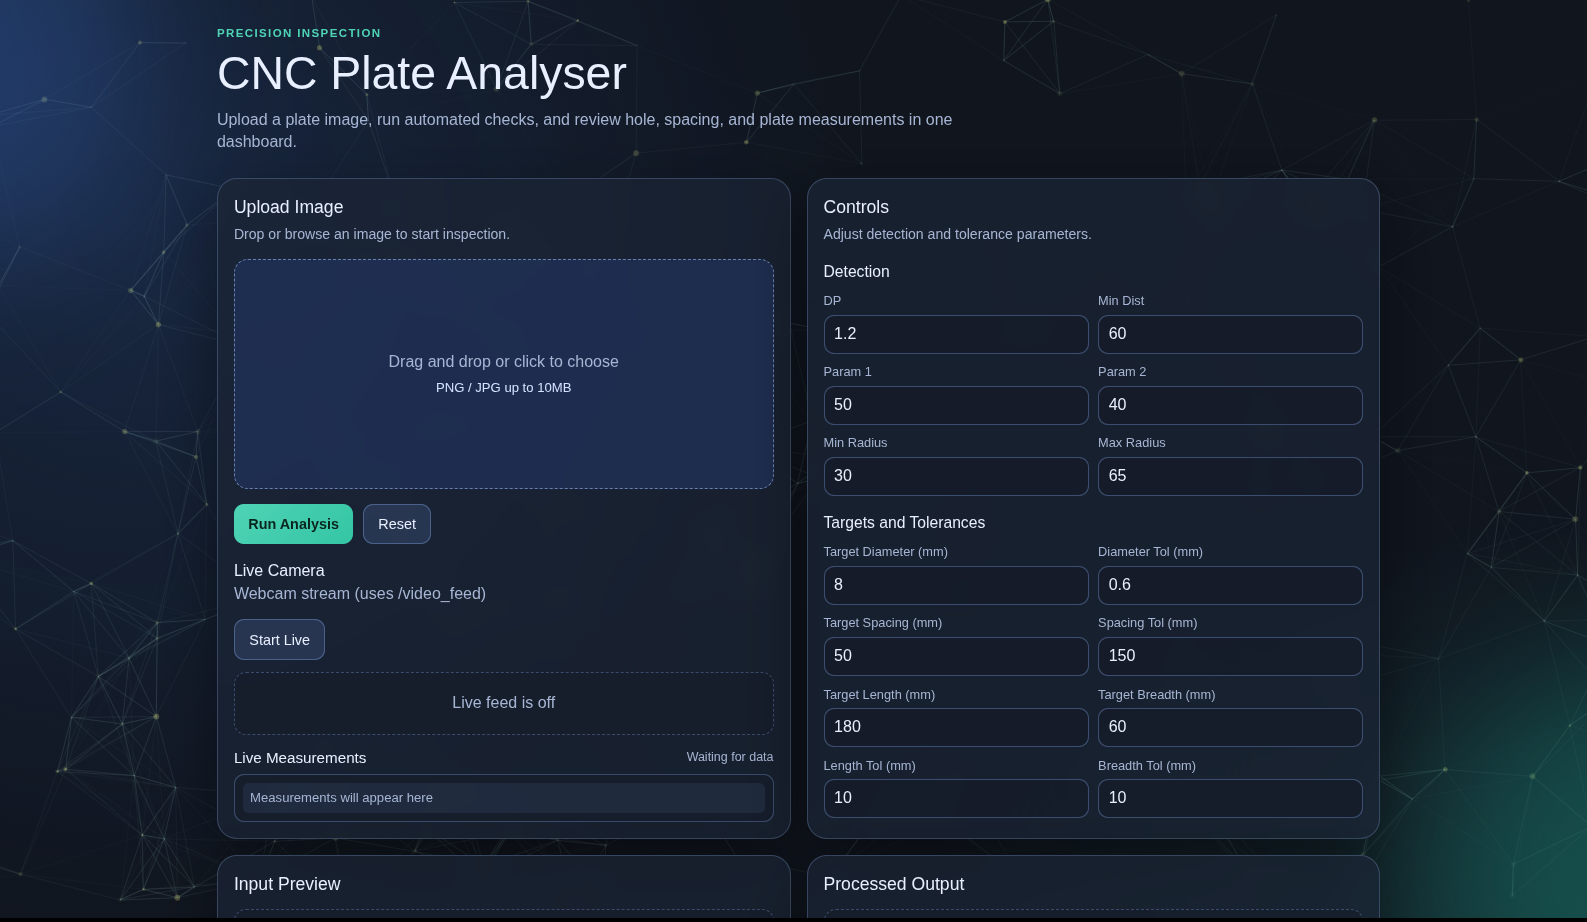 PRECISION INSPECTION
CNC Plate Analyser
Upload a plate image, run automated checks, and review hole, spacing, and plate measurements in one
dashboard.
Upload Image
Drop or browse an image to start inspection.
Drag and drop or click to choose
PNG / JPG up to 10MB
Run Analysis
Reset
Live Camera
Webcam stream (uses /video_feed)
Start Live
Live feed is off
Live Measurements
Waiting for data
Measurements will appear here
Controls
Adjust detection and tolerance parameters.
Detection
DP
Min Dist
1.2
60
Param 1
Param 2
50
40
Min Radius
Max Radius
30
65
Targets and Tolerances
Target Diameter (mm)
Diameter Tol (mm)
8
0.6
Target Spacing (mm)
Spacing Tol (mm)
50
150
Target Length (mm)
Target Breadth (mm)
180
60
Length Tol (mm)
Breadth Tol (mm)
10
10
Input Preview
Processed Output